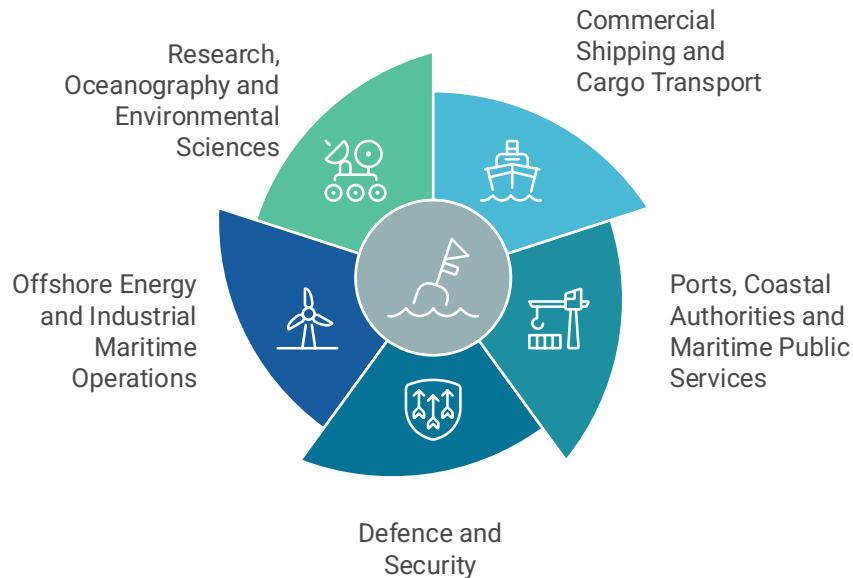 Commercial
Shipping and
Cargo Transport
Research,
Oceanography and
Environmental
Sciences
Offshore Energy
and Industrial
Maritime
Operations
Ports, Coastal
Authorities and
Maritime Public
Services
Defence and
Security